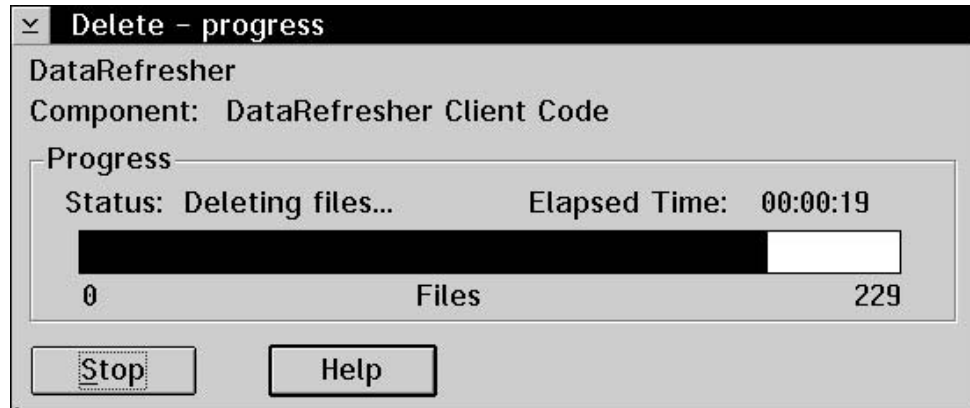 Delete - progress
DataRefresher
Component: DataRefresher Client Code
Progress
Status: Deleting files... Elapsed Time: 00:00:19
0 Files 229
Stop Help